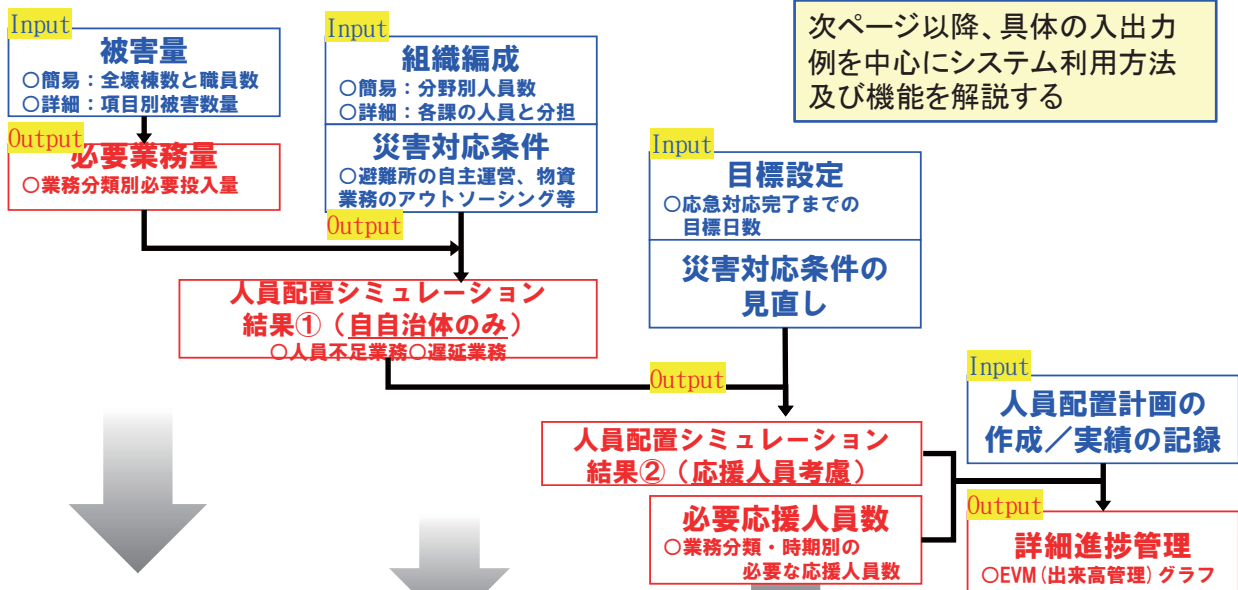 Input
被害量
○簡易：全壊棟数と職員数
○詳細：項目別被害数量
Output
必要業務量
○業務分類別必要投入量
Input
組織編成
○簡易：分野別人員数
○詳細：各課の人員と分担
災害対応条件
○避難所の自主運営、物資
業務のアウトソーシング等
Output
人員配置シミュレーション
結果①（自自治体のみ）
○人員不足業務○遅延業務
次ページ以降、具体の入出力
例を中心にシステム利用方法
及び機能を解説する
Input
目標設定
○応急対応完了までの
目標日数
災害対応条件の
見直し
Output
人員配置シミュレーション
結果②（応援人員考慮）
必要応援人員数
○業務分類・時期別の
必要な応援人員数
Input
人員配置計画の
作成／実績の記録
Output
詳細進捗管理
○EVM(出来高管理)グラフ